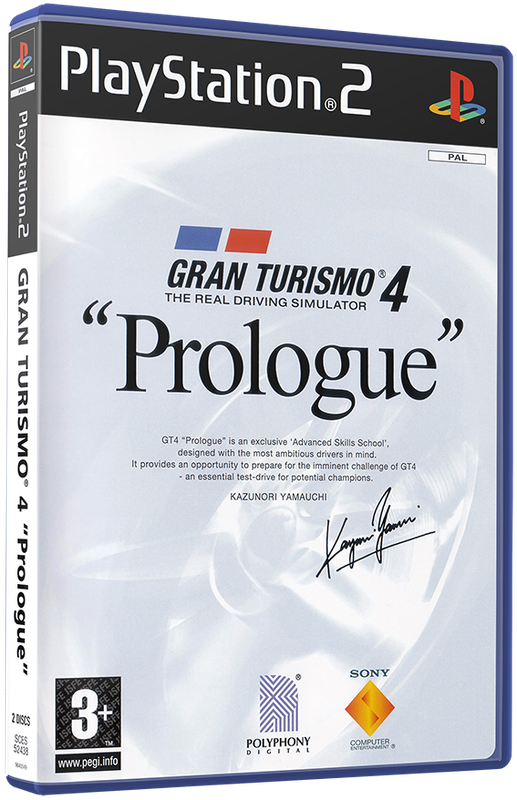 PlayStation®2
PAL
GRAN TURISMO®4
THE REAL DRIVING SIMULATOR
“Prologue”
GT4 “Prologue” is an exclusive ‘Advanced Skills School’,
designed with the most ambitious drivers in mind.
It provides an opportunity to prepare for the imminent challenge of GT4
- an essential test-drive for potential champions.
KAZUNORI YAMAUCHI
3+™
www.pegi.info
POLYPHONY®
DIGITAL
SONY
COMPUTER
ENTERTAINMENT®
PAL
PlayStation®2
GRAN TURISMO® 4 “Prologue”
2 DISCS
SCES
52438